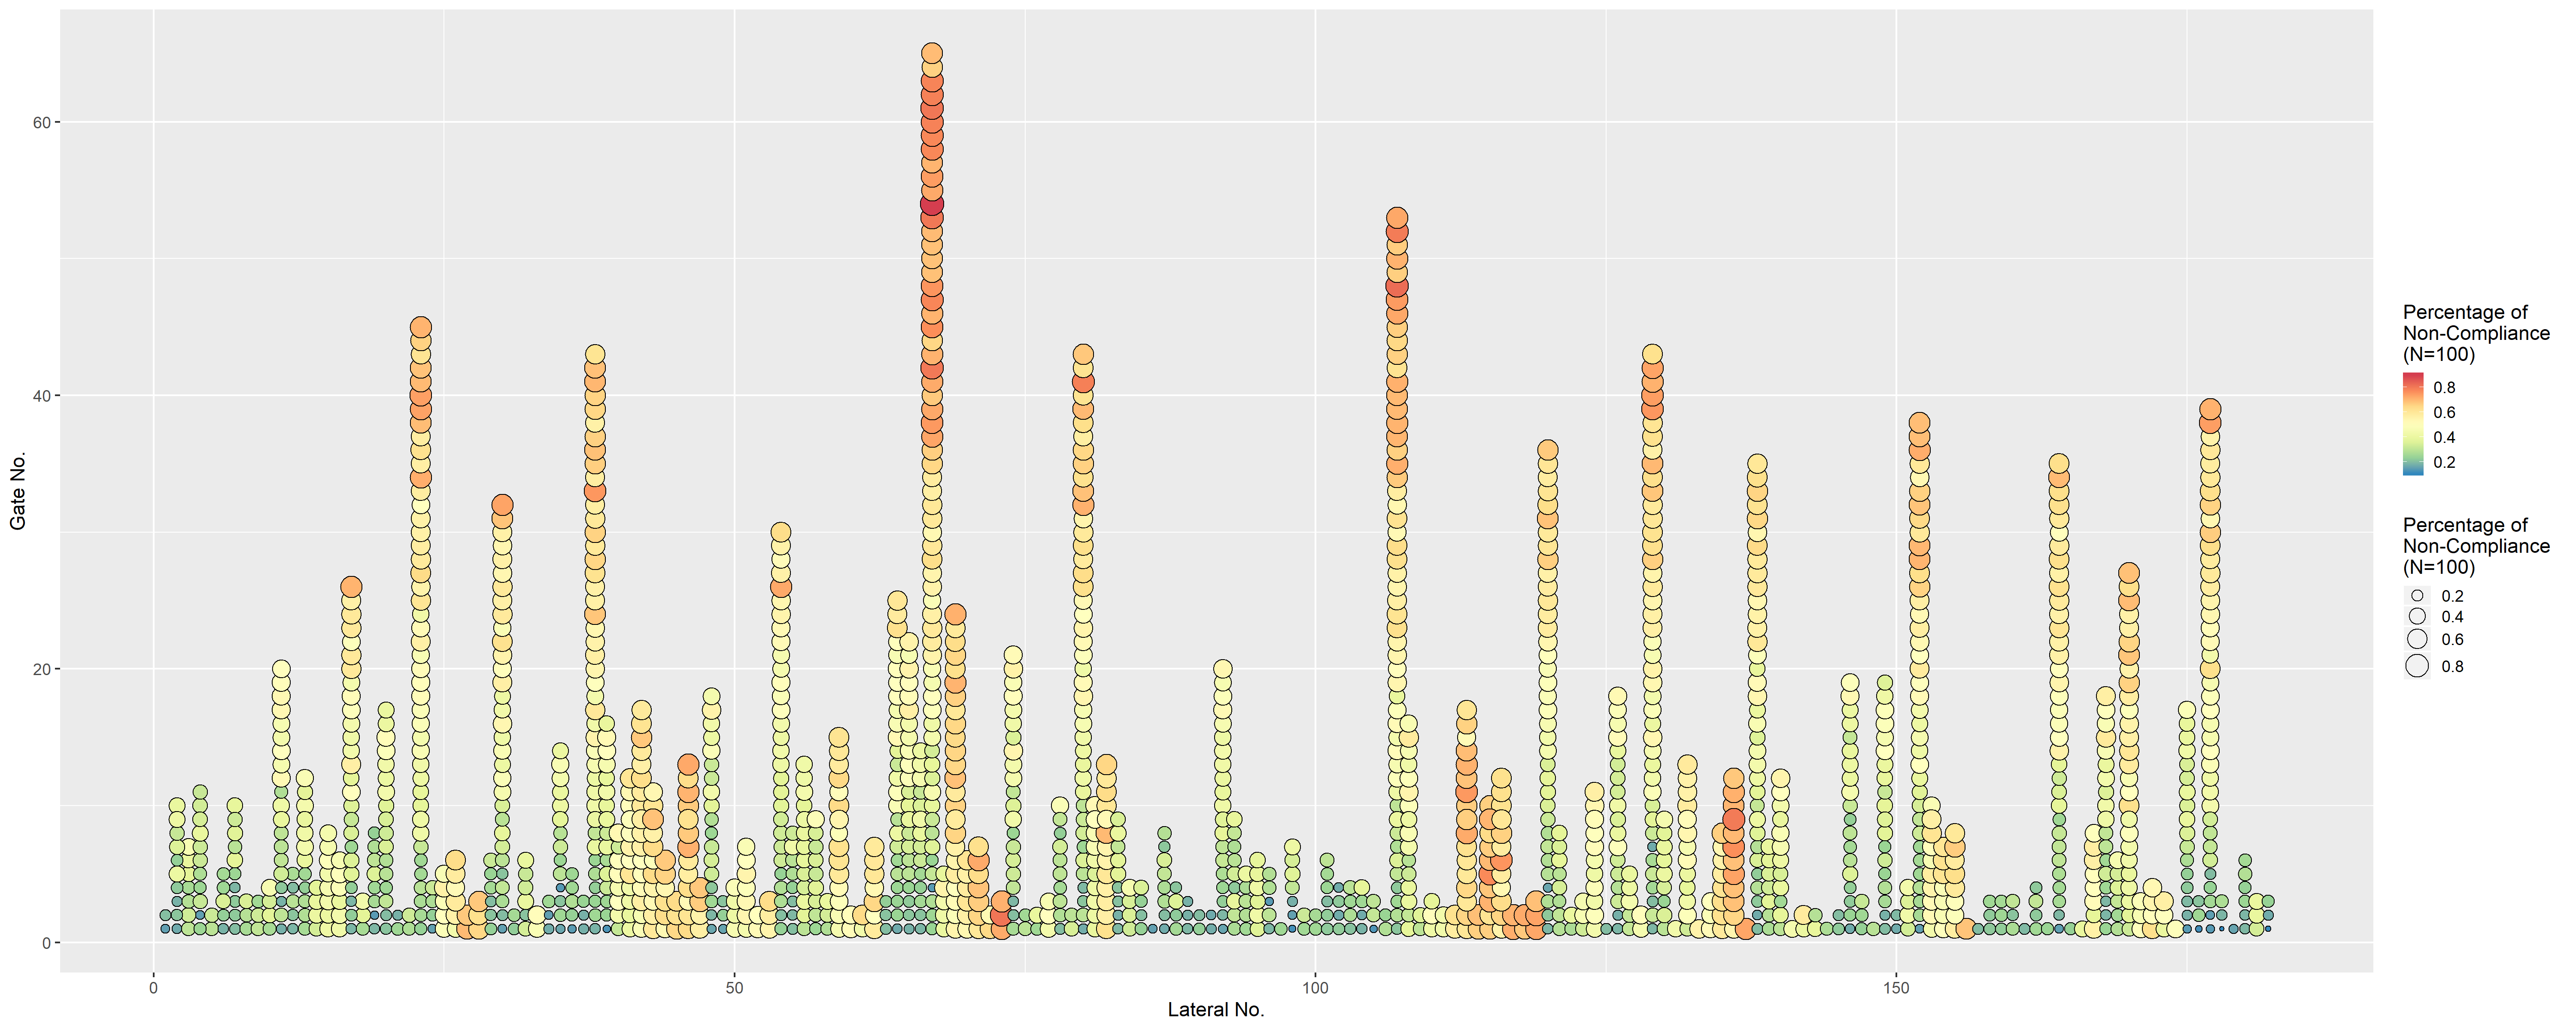 60
40
20
0
Gate No.
0
50
100
150
Lateral No.
Percentage of
Non-Compliance
(N=100)
0.8
0.6
0.4
0.2
Percentage of
Non-Compliance
(N=100)
0.2
0.4
0.6
0.8